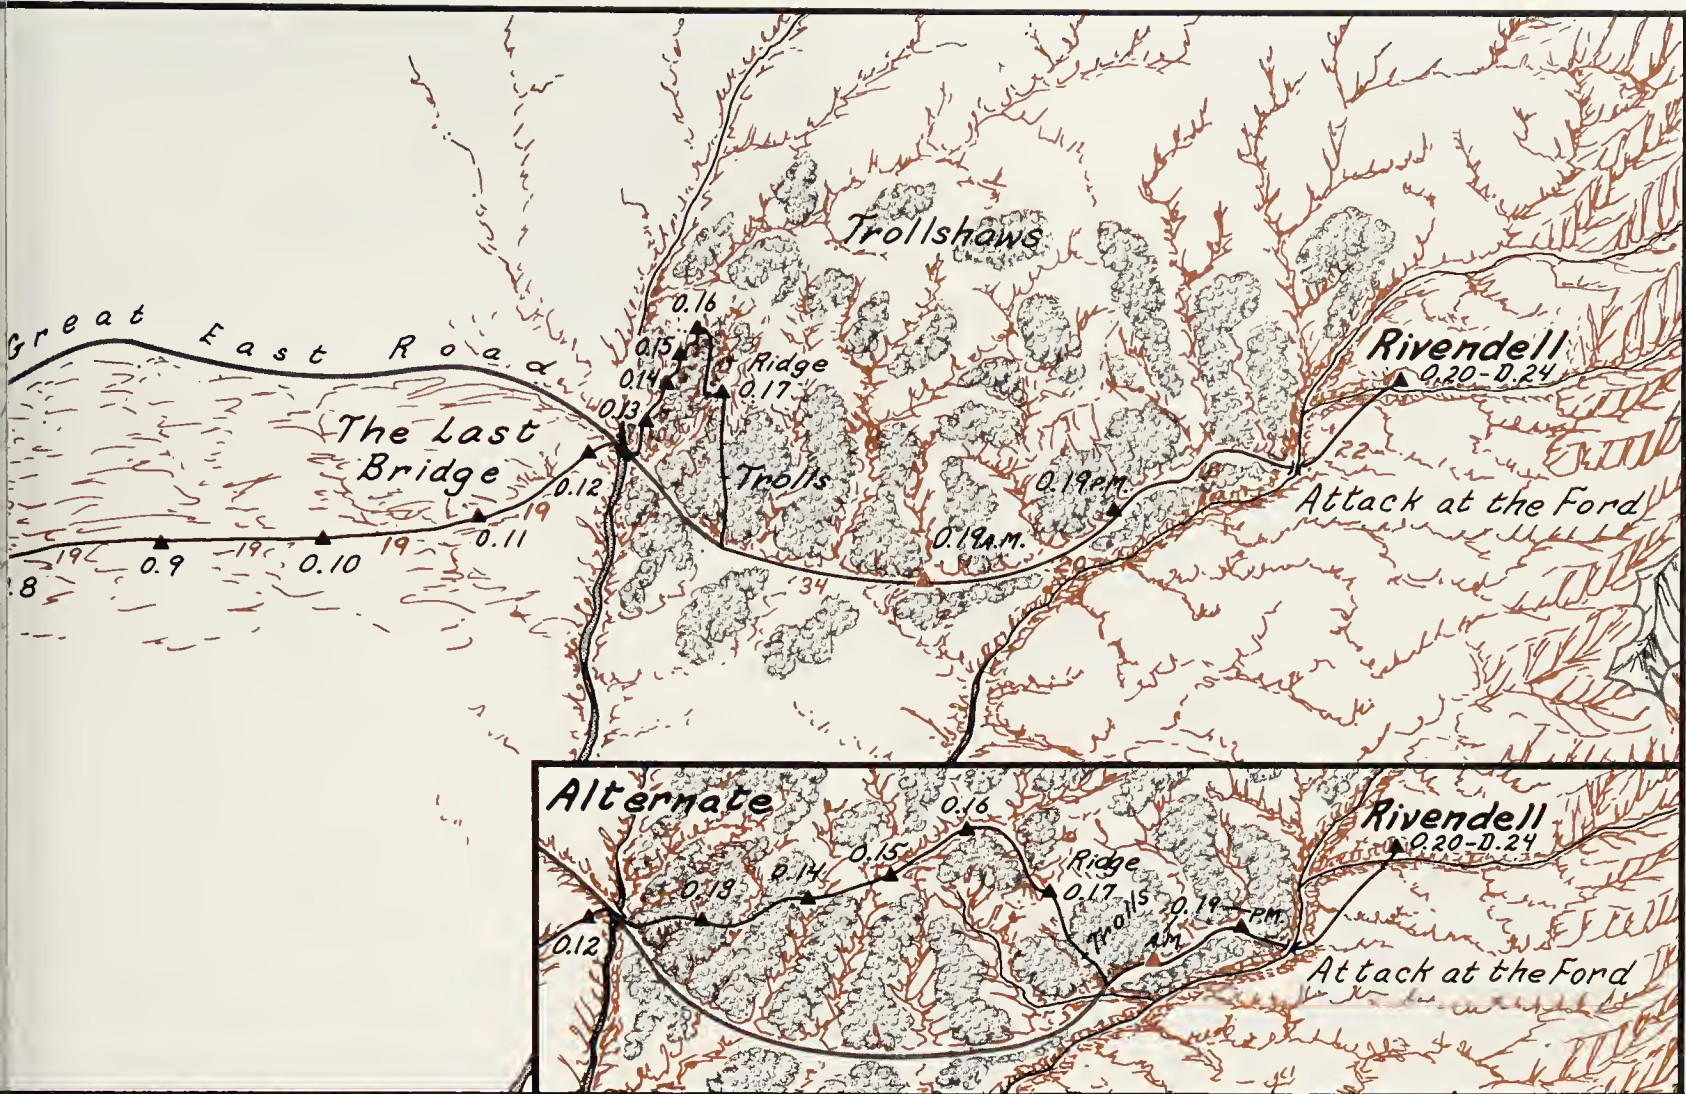 Trollshaws
Great East Road
0.16
0.15
Ridge
0.14
0.17
0.13
Rivendell
0.20-D.24
The Last
Bridge
Trolls
0.12
0.19 P.M.
22
Attack at the Ford
19
0.11
0.19 A.M.
19
19
19
0.9
0.10
34
.8
Alternate
0.16
Rivendell
0.20-D.24
0.15
Ridge
0.14
0.17
0.13
Trolls
0.19
P.M.
A.M.
0.12
Attack at the Ford